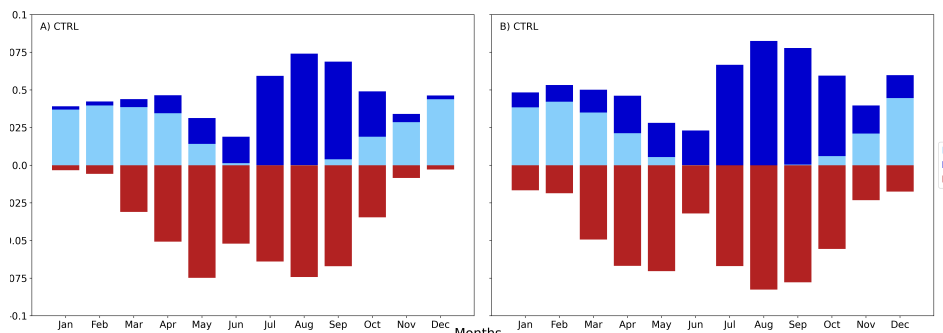 0.1
075
0.5
025
0.0
025
.05
075
-0.1
A) CTRL
Jan Feb Mar Apr May Jun Jul Aug Sep Oct Nov Dec
B) CTRL
Jan Feb Mar Apr May Jun Jul Aug Sep Oct Nov Dec
Months